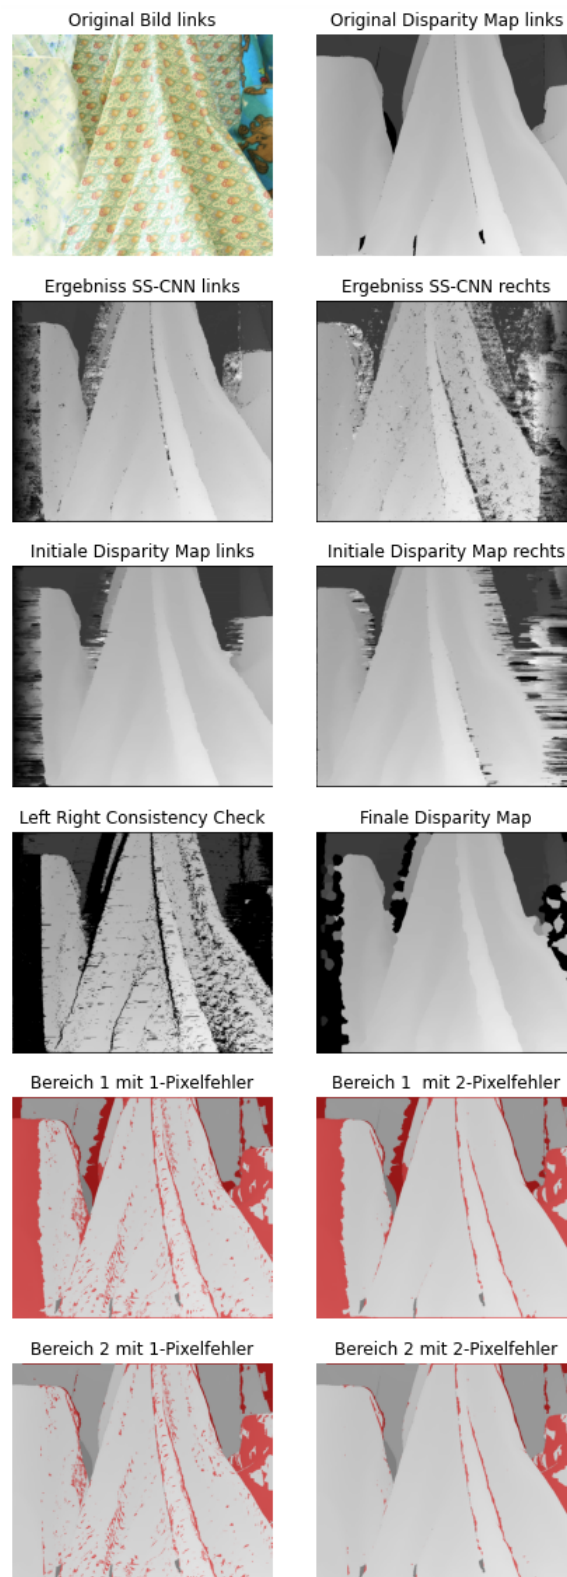 Original Bild links
Original Disparity Map links
Ergebniss SS-CNN links
Ergebniss SS-CNN rechts
Initiale Disparity Map links
Initiale Disparity Map rechts
Left Right Consistency Check
Finale Disparity Map
Bereich 1 mit 1-Pixelfehler
Bereich 1  mit 2-Pixelfehler
Bereich 2 mit 1-Pixelfehler
Bereich 2 mit 2-Pixelfehler